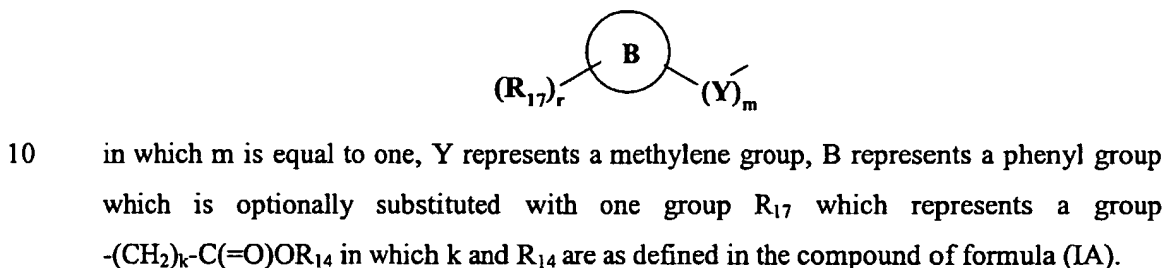 B
(R₁₇)ᵣ (Y)ₘ
10 in which m is equal to one, Y represents a methylene group, B represents a phenyl group
which is optionally substituted with one group R₁₇ which represents a group
-(CH₂)ₖ-C(=O)OR₁₄ in which k and R₁₄ are as defined in the compound of formula (IA).